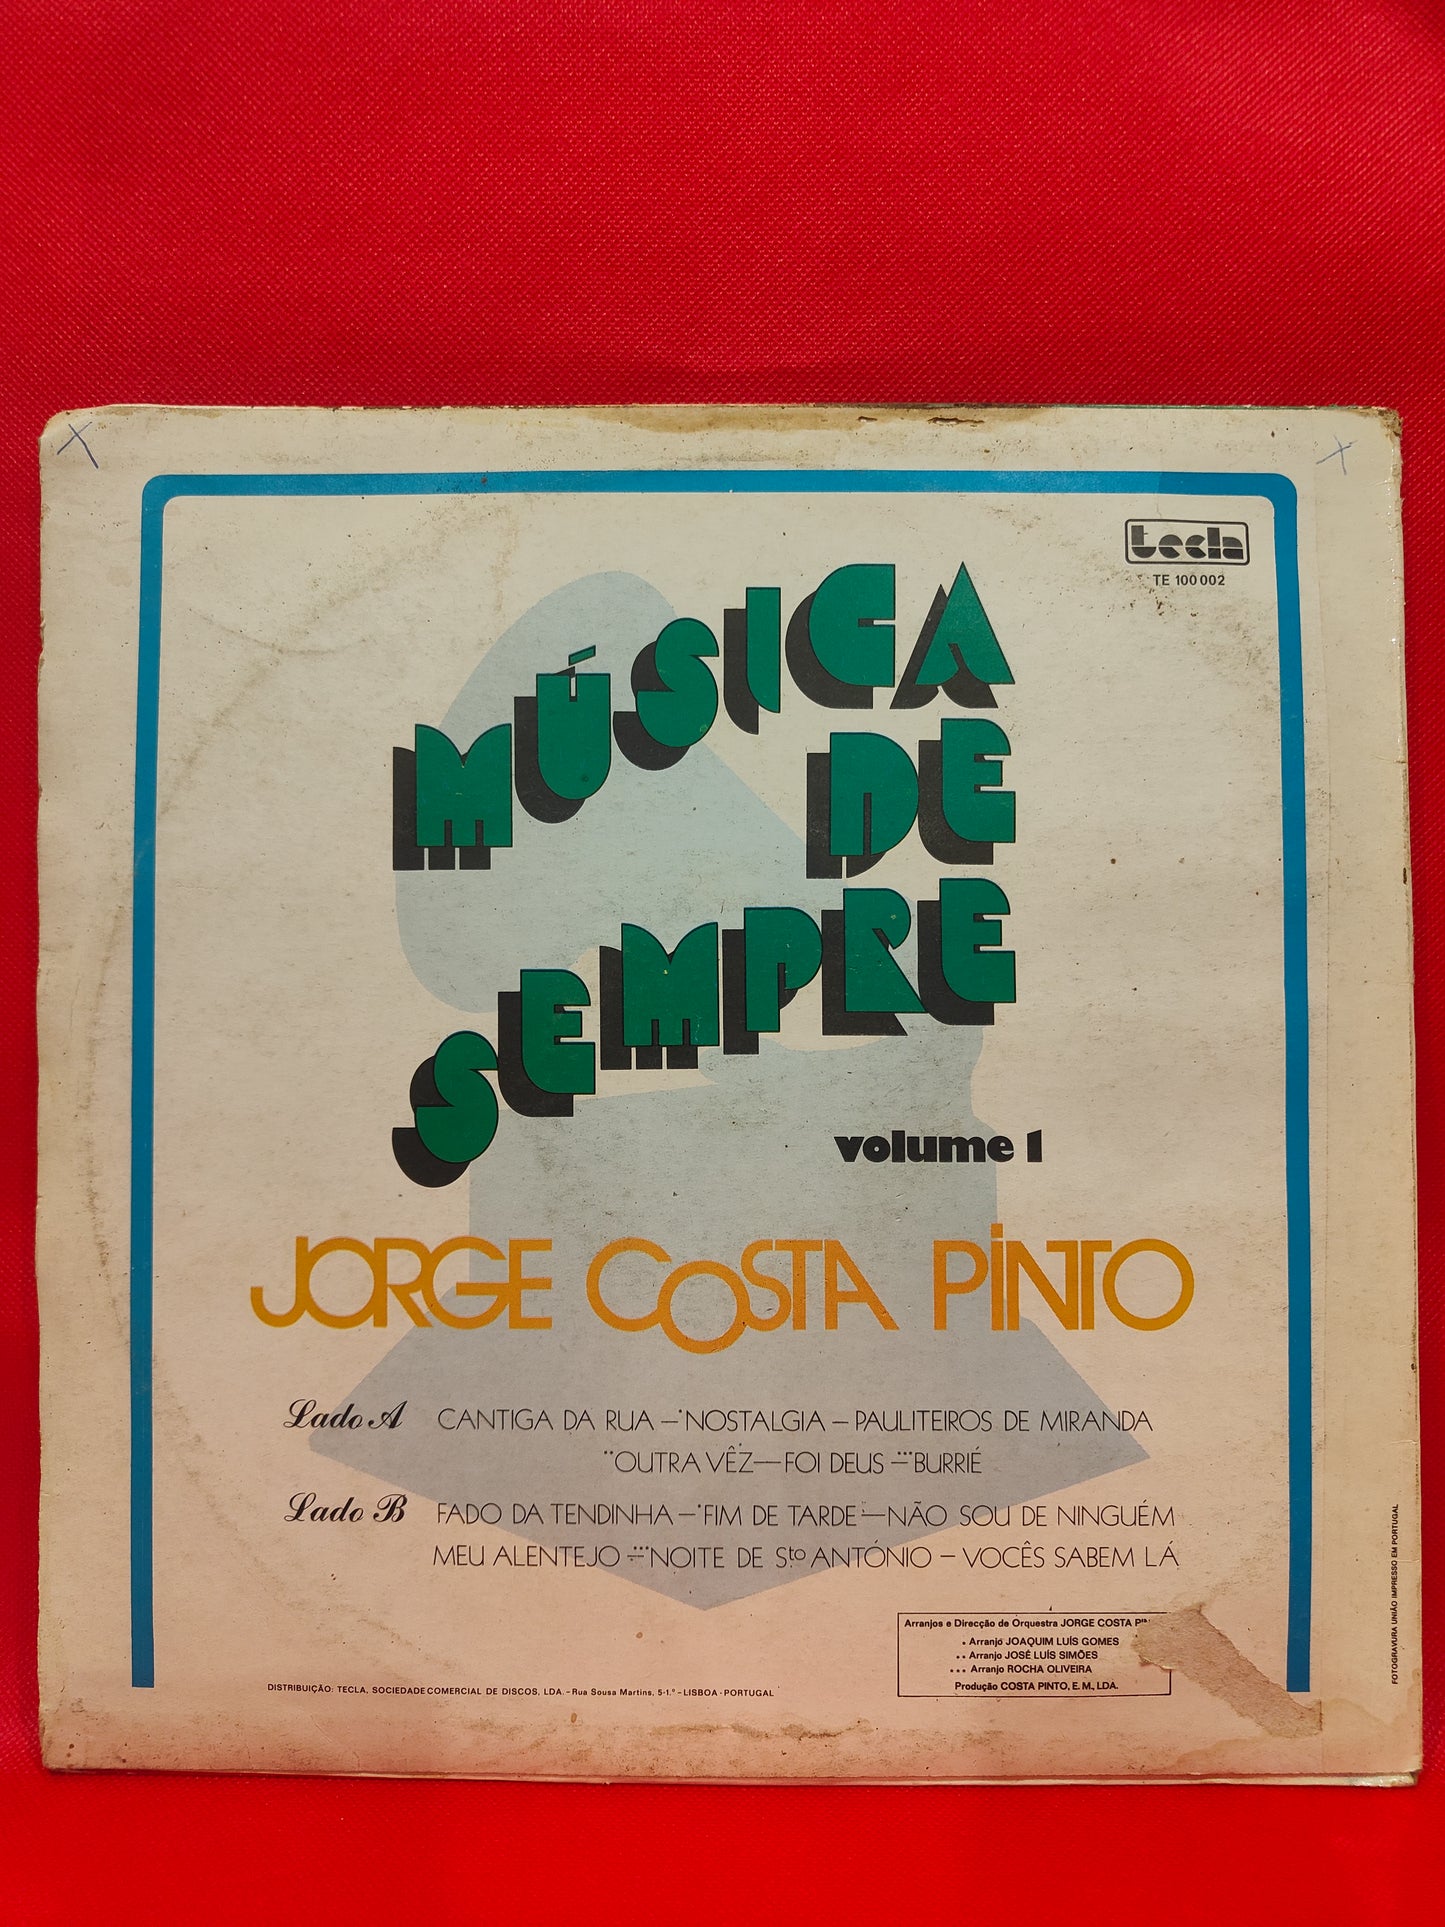 tecla
TE 100 002
MÚSICA
DE
SEMPRE
volume 1
JORGE COSTA PINTO
Lado A CANTIGA DA RUA –•NOSTALGIA – PAULITEIROS DE MIRANDA
••OUTRA VÊZ – FOI DEUS –•••BURRIÉ
Lado B FADO DA TENDINHA –•FIM DE TARDE – NÃO SOU DE NINGUÉM
MEU ALENTEJO –•••NOITE DE Sto ANTÓNIO – VOCÊS SABEM LÁ
Arranjos e Direcção de Orquestra JORGE COSTA
• Arranjo JOAQUIM LUÍS GOMES
•• Arranjo JOSÉ LUÍS SIMÕES
••• Arranjo ROCHA OLIVEIRA
Produção COSTA PINTO, E. M., LDA.
DISTRIBUIÇÃO: TECLA, SOCIEDADE COMERCIAL DE DISCOS, LDA. – Rua Sousa Martins, 5-1.º – LISBOA - PORTUGAL
FOTOGRAVURA UNIÃO IMPRESSO EM PORTUGAL